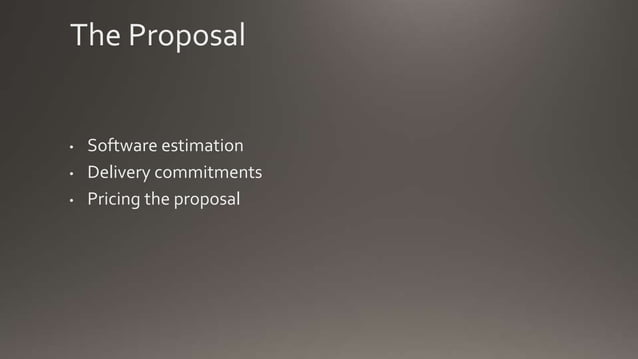 The Proposal
• Software estimation
• Delivery commitments
• Pricing the proposal